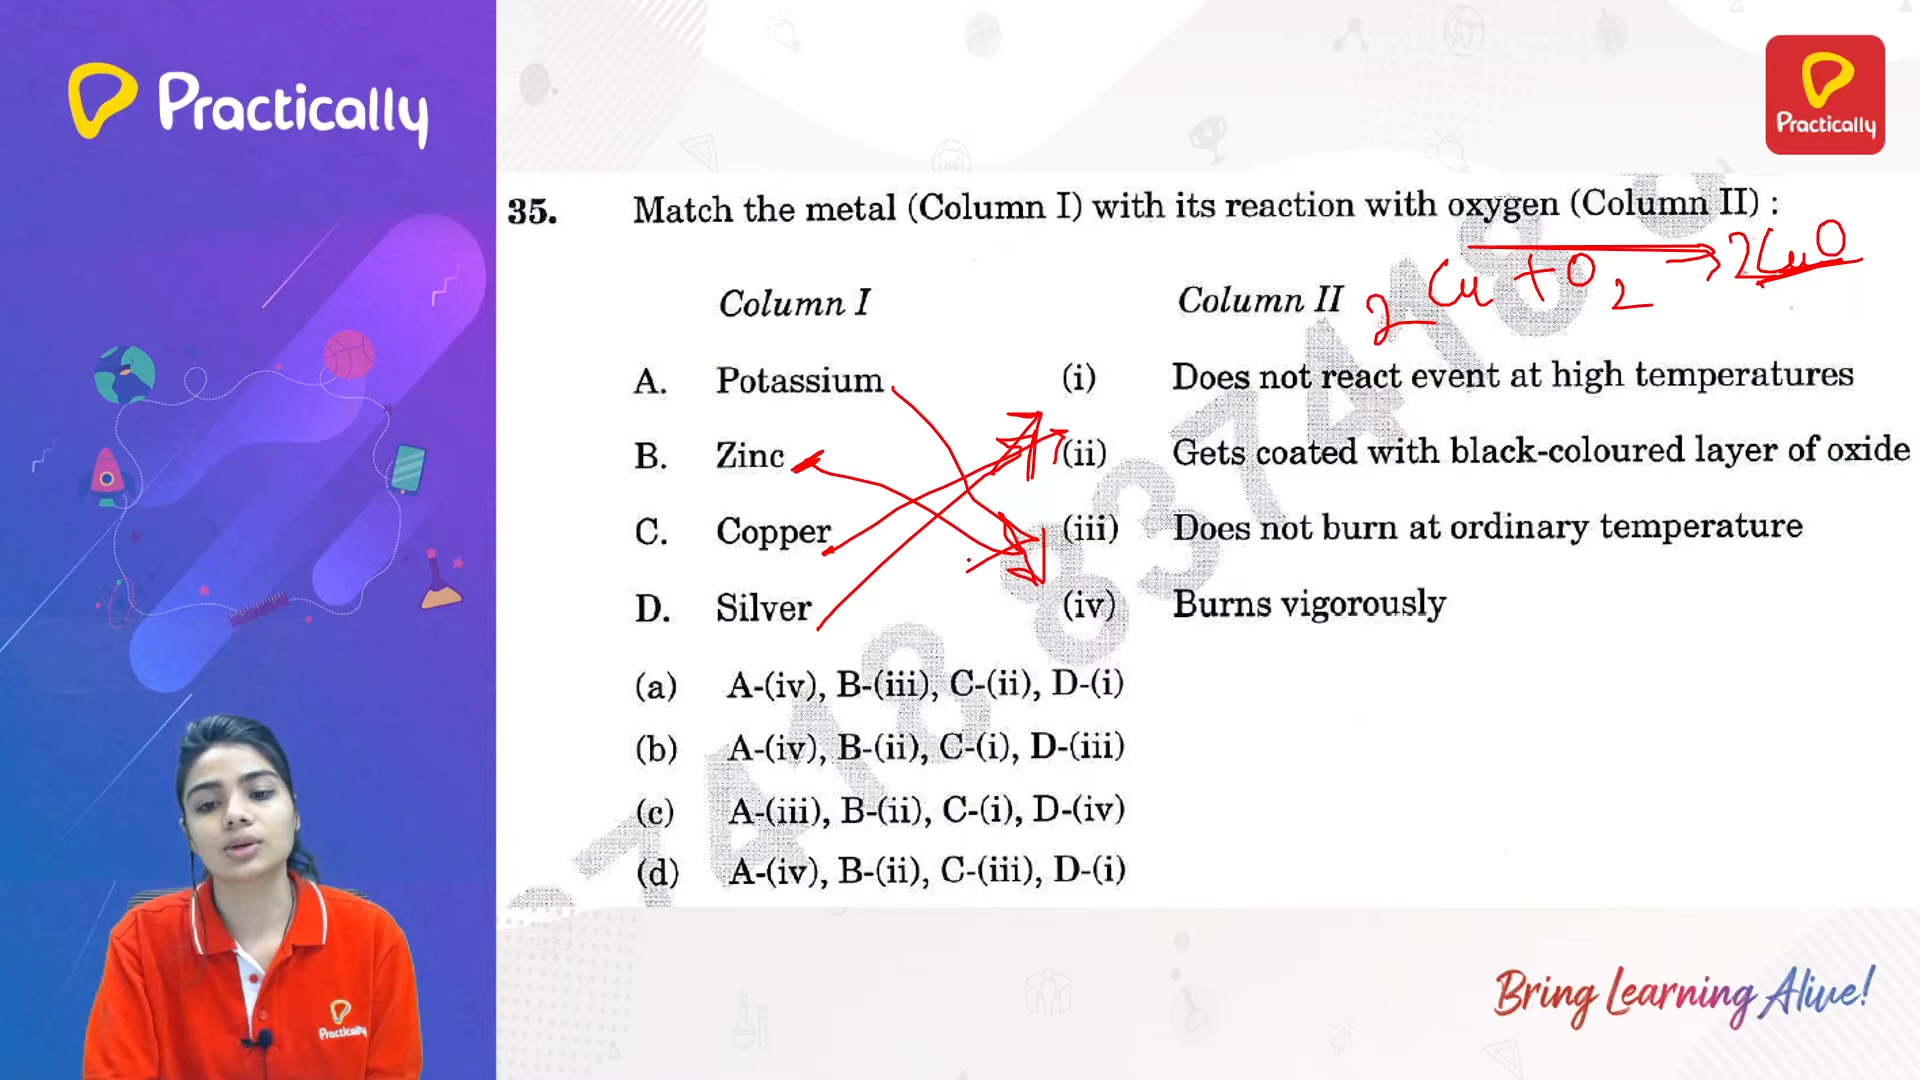 Practically
Practically
35. Match the metal (Column I) with its reaction with oxygen (Column II) :
2Cu + O2 → 2CuO
Column I Column II
A. Potassium (i) Does not react event at high temperatures
B. Zinc (ii) Gets coated with black-coloured layer of oxide
C. Copper (iii) Does not burn at ordinary temperature
D. Silver (iv) Burns vigorously
(a) A-(iv), B-(iii), C-(ii), D-(i)
(b) A-(iv), B-(ii), C-(i), D-(iii)
(c) A-(iii), B-(ii), C-(i), D-(iv)
(d) A-(iv), B-(ii), C-(iii), D-(i)
Practically
Bring Learning Alive!